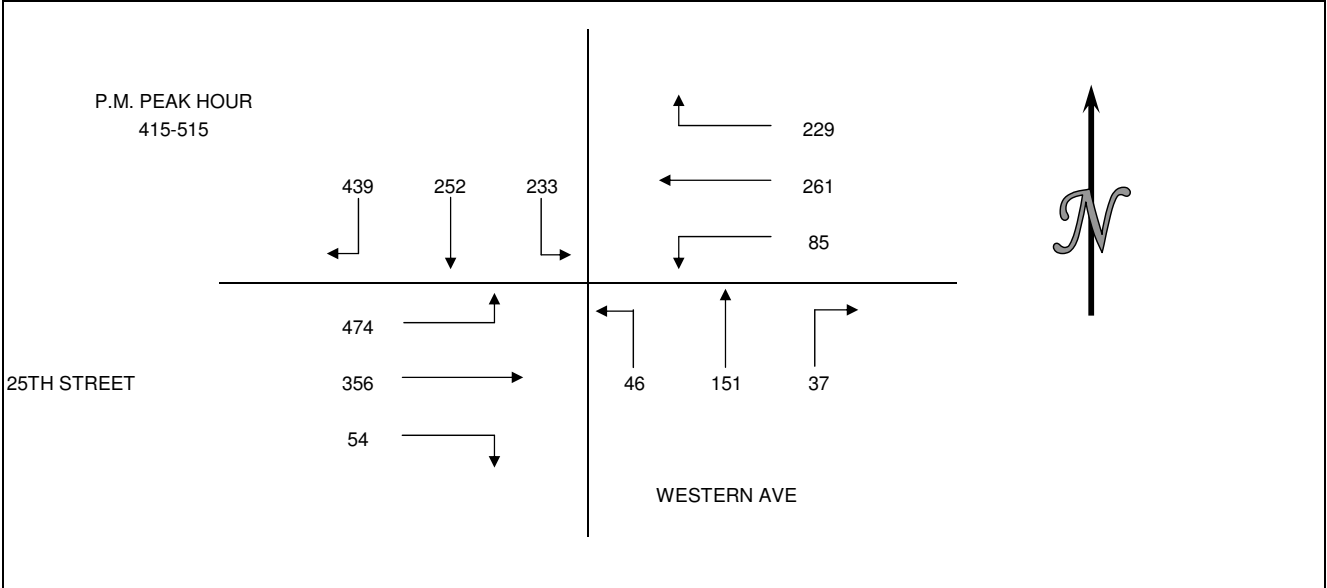 P.M. PEAK HOUR
415-515
229
439 252 233 261
85
474
25TH STREET 356 46 151 37
54
WESTERN AVE
N